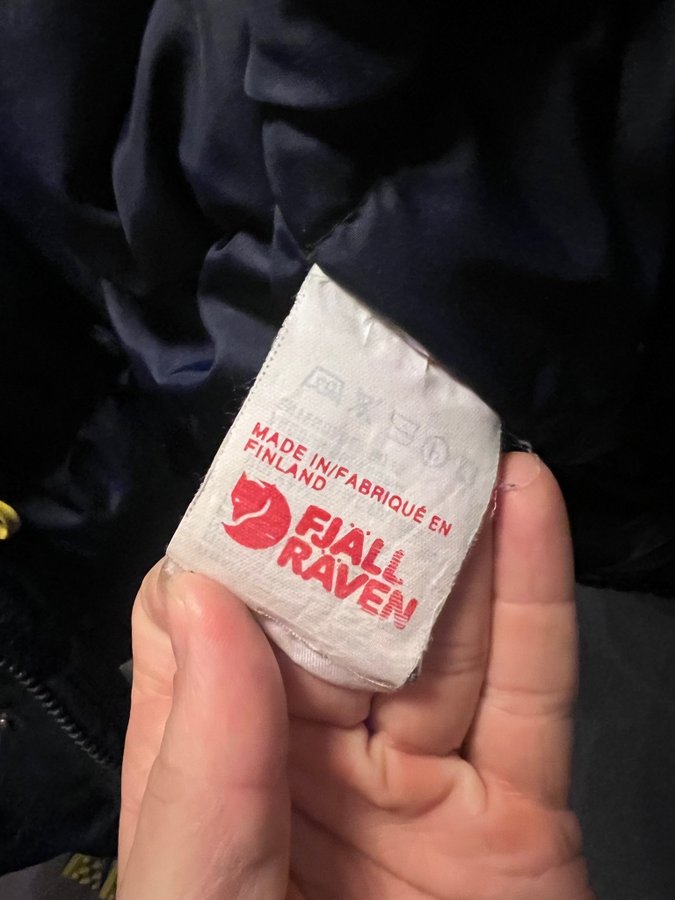 MADE IN/FABRIQUÉ EN
FINLAND
FJÄLL
RÄVEN